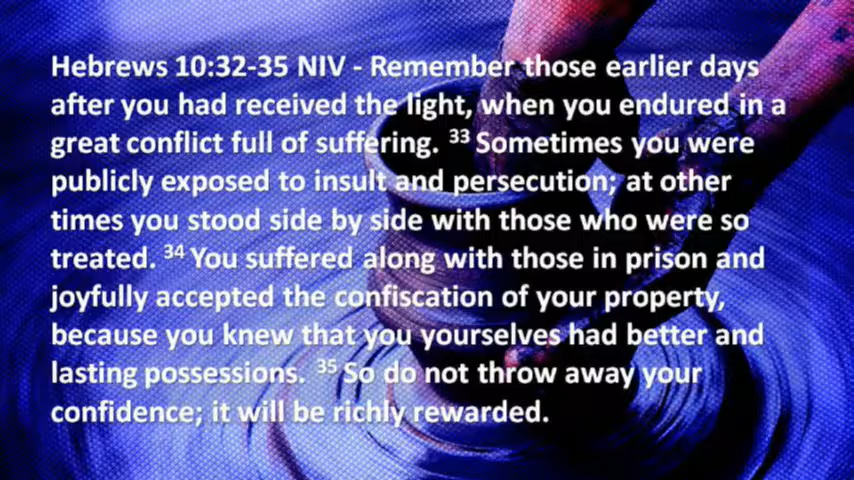 Hebrews 10:32-35 NIV - Remember those earlier days
after you had received the light, when you endured in a
great conflict full of suffering. 33 Sometimes you were
publicly exposed to insult and persecution; at other
times you stood side by side with those who were so
treated. 34 You suffered along with those in prison and
joyfully accepted the confiscation of your property,
because you knew that you yourselves had better and
lasting possessions. 35 So do not throw away your
confidence; it will be richly rewarded.